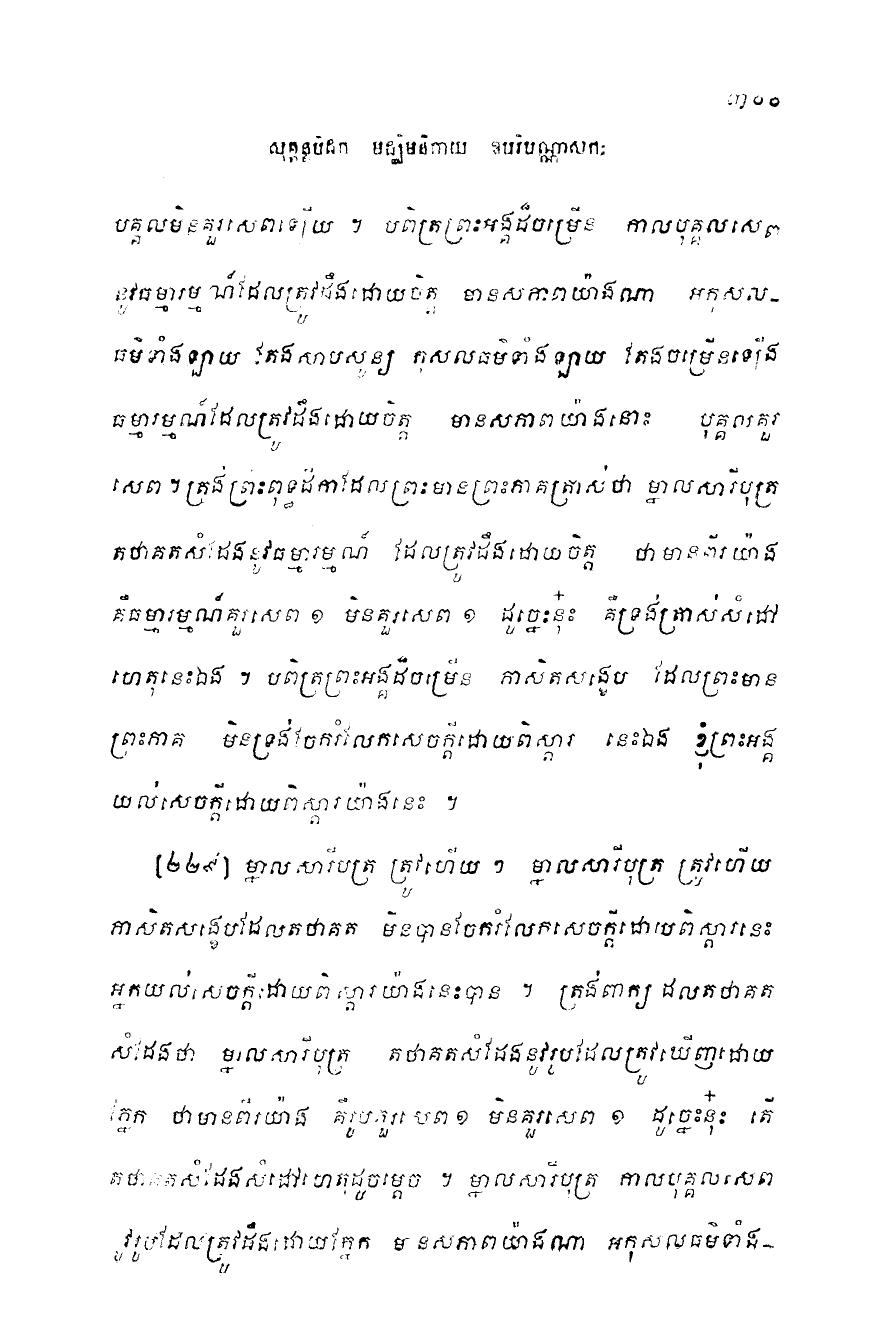 ៣០០
សុត្តន្តបិដក មជ្ឈិមនិកាយ ឧបរិបណ្ណាសកៈ
បុគ្គលមិនគួរសេពឡើយ ។ បពិត្រព្រះអង្គដ៏ចម្រើន កាលបុគ្គលសេព
នូវធម្មារម្មណ៍ដែលត្រូវដឹងដោយចិត្ត មានសភាពយ៉ាងណា អកុសល-
ធម៌ទាំងឡាយ តែងសាបសូន្យ កុសលធម៌ទាំងឡាយ តែងចម្រើនឡើង
ធម្មារម្មណ៍ដែលត្រូវដឹងដោយចិត្ត មានសភាពយ៉ាងនោះ បុគ្គលគួរ
សេព ។ ត្រង់ព្រះពុទ្ធដីកាដែលព្រះមានព្រះភាគត្រាស់ថា ម្នាលសារីបុត្រ
តថាគតសំដែងនូវធម្មារម្មណ៍ ដែលត្រូវដឹងដោយចិត្ត ថាមានពីរយ៉ាង
គឺធម្មារម្មណ៍គួរសេព ១ មិនគួរសេព ១ ដូច្នេះនុ៎ះ គឺទ្រង់ត្រាស់សំដៅ
ហេតុនេះឯង ។ បពិត្រព្រះអង្គដ៏ចម្រើន ភាសិតសង្ខេប ដែលព្រះមាន
ព្រះភាគ មិនទ្រង់ចែករំលែកសេចក្តីដោយពិស្តារ នេះឯង ខ្ញុំព្រះអង្គ
យល់សេចក្តីដោយពិស្តារយ៉ាងនេះ ។
[២២៩] ម្នាលសារីបុត្រ ត្រូវហើយ ។ ម្នាលសារីបុត្រ ត្រូវហើយ
ភាសិតសង្ខេបដែលតថាគត មិនបានចែករំលែកសេចក្តីដោយពិស្តារនេះ
អ្នកយល់សេចក្តីដោយពិស្តារយ៉ាងនេះបាន ។ ត្រង់ពាក្យដែលតថាគត
សំដែងថា ម្នាលសារីបុត្រ តថាគតសំដែងនូវរូបដែលត្រូវឃើញដោយ
ភ្នែក ថាមានពីរយ៉ាង គឺរូបគួរសេព ១ មិនគួរសេព ១ ដូច្នេះនុ៎ះ តើ
តថាគតសំដែងសំដៅហេតុដូចម្តេច ។ ម្នាលសារីបុត្រ កាលបុគ្គលសេព
នូវរូបដែលត្រូវដឹងដោយភ្នែក មានសភាពយ៉ាងណា អកុសលធម៌ទាំង-